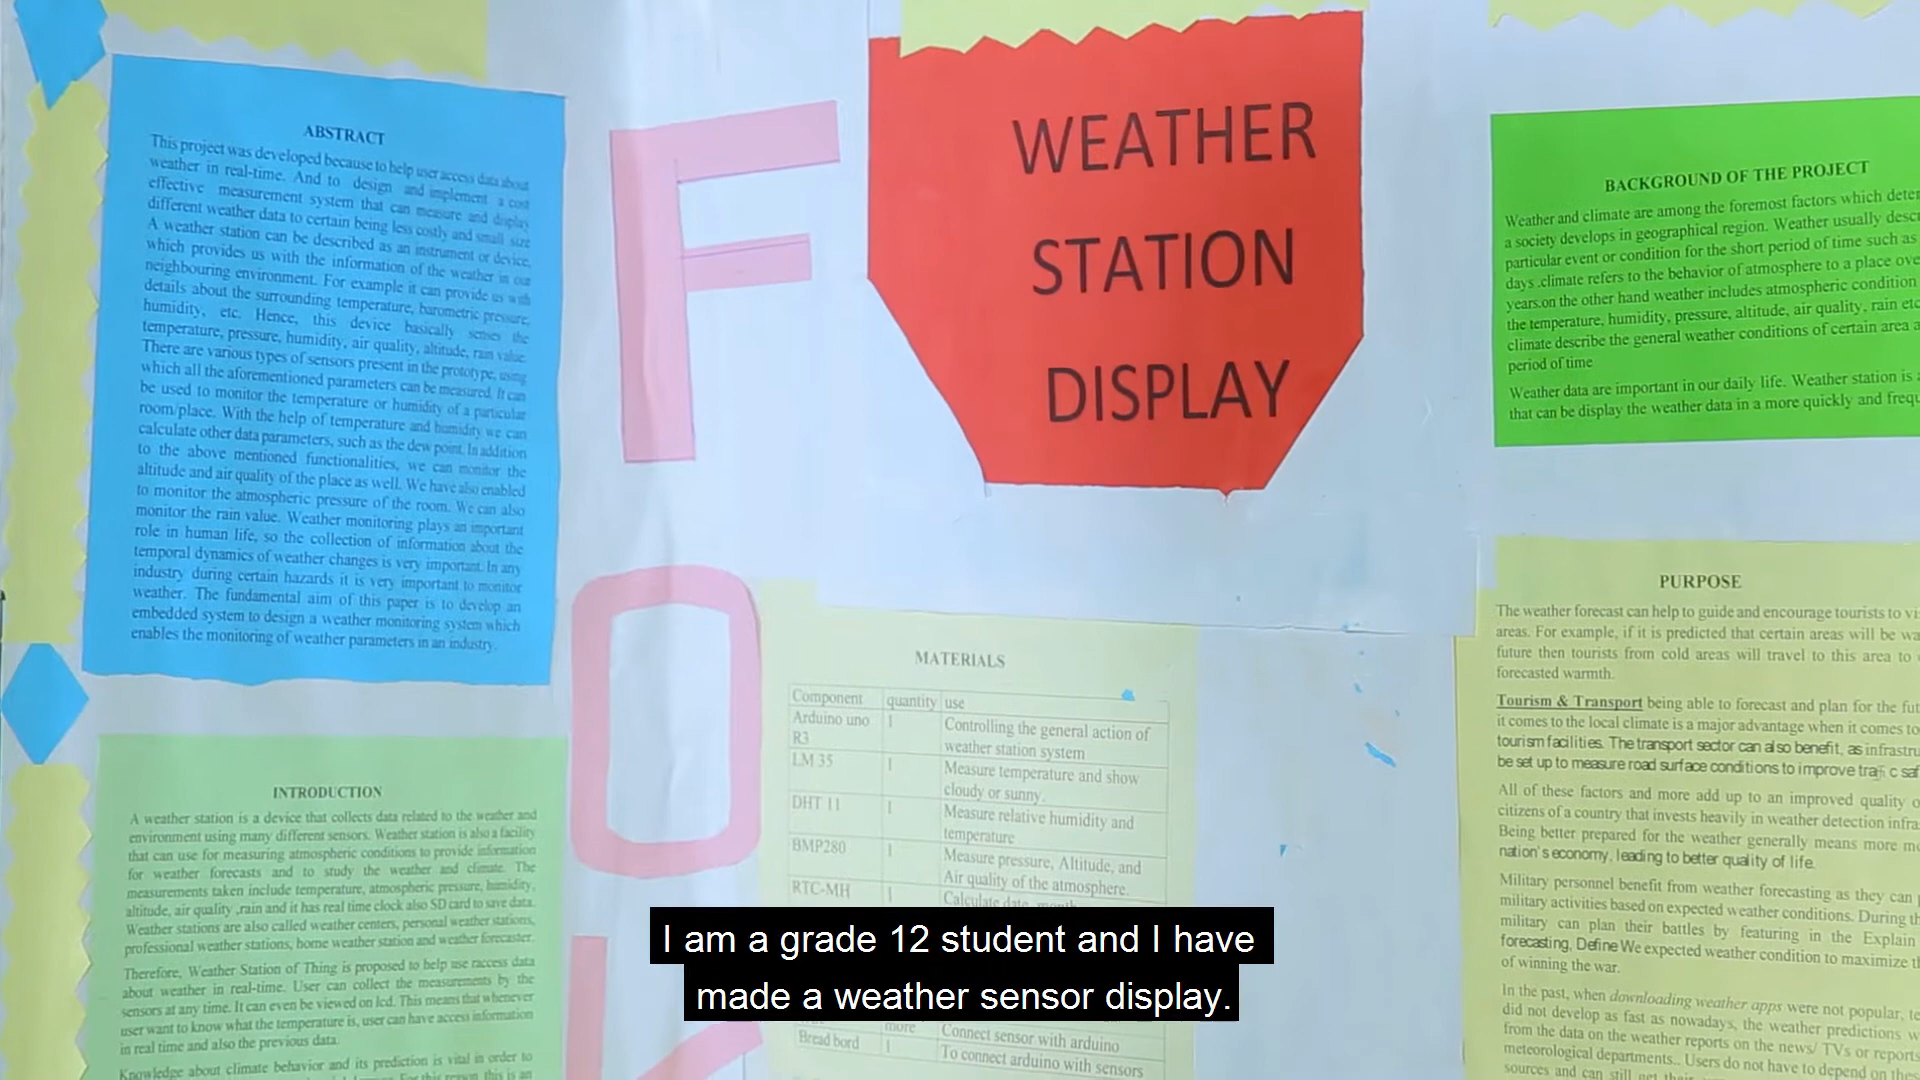 ABSTRACT
This project was developed because to help user access data about
weather in real-time. And to design and implement a cost
effective measurement system that can measure and display
different weather data to certain being less costly and small size
A weather station can be described as an instrument or device,
which provides us with the information of the weather in our
neighbouring environment. For example it can provide us with
details about the surrounding temperature, barometric pressure,
humidity, etc. Hence, this device basically senses the
temperature, pressure, humidity, air quality, altitude, rain value.
There are various types of sensors present in the prototype, using
which all the aforementioned parameters can be measured. It can
be used to monitor the temperature or humidity of a particular
room/place. With the help of temperature and humidity we can
calculate other data parameters, such as the dew point. In addition
to the above mentioned functionalities, we can monitor the
altitude and air quality of the place as well. We have also enabled
to monitor the atmospheric pressure of the room. We can also
monitor the rain value. Weather monitoring plays an important
role in human life, so the collection of information about the
temporal dynamics of weather changes is very important. In any
industry during certain hazards it is very important to monitor
weather. The fundamental aim of this paper is to develop an
embedded system to design a weather monitoring system which
enables the monitoring of weather parameters in an industry.
INTRODUCTION
A weather station is a device that collects data related to the weather and
environment using many different sensors. Weather station is also a facility
that can use for measuring atmospheric conditions to provide information
for weather forecasts and to study the weather and climate. The
measurements taken include temperature, atmospheric pressure, humidity,
altitude, air quality ,rain and it has real time clock also SD card to save data.
Weather stations are also called weather centers, personal weather stations,
professional weather stations, home weather station and weather forecaster.
Therefore, Weather Station of Thing is proposed to help use raccess data
about weather in real-time. User can collect the measurements by the
sensors at any time. It can even be viewed on lcd. This means that whenever
user want to know what the temperature is, user can have access information
in real time and also the previous data.
Knowledge about climate behavior and its prediction is vital in order to
F
O
WEATHER
STATION
DISPLAY
MATERIALS
Component quantity use
Arduino uno R3 1 Controlling the general action of
weather station system
LM 35 1 Measure temperature and show
cloudy or sunny.
DHT 11 1 Measure relative humidity and
temperature
BMP280 1 Measure pressure, Altitude, and
Air quality of the atmosphere.
RTC-MH 1 Calculate date, month
more Connect sensor with arduino
Bread bord 1 To connect arduino with sensors
BACKGROUND OF THE PROJECT
Weather and climate are among the foremost factors which deter
a society develops in geographical region. Weather usually descr
particular event or condition for the short period of time such as
days .climate refers to the behavior of atmosphere to a place ove
years.on the other hand weather includes atmospheric condition
the temperature, humidity, pressure, altitude, air quality, rain etc
climate describe the general weather conditions of certain area a
period of time
Weather data are important in our daily life. Weather station is a
that can be display the weather data in a more quickly and frequ
PURPOSE
The weather forecast can help to guide and encourage tourists to vi
areas. For example, if it is predicted that certain areas will be wa
future then tourists from cold areas will travel to this area to
forecasted warmth.
Tourism & Transport being able to forecast and plan for the fut
it comes to the local climate is a major advantage when it comes to
tourism facilities. The transport sector can also benefit, as infrastru
be set up to measure road surface conditions to improve traffic saf
All of these factors and more add up to an improved quality o
citizens of a country that invests heavily in weather detection infra
Being better prepared for the weather generally means more mo
nation's economy, leading to better quality of life.
Military personnel benefit from weather forecasting as they can
military activities based on expected weather conditions. During th
military can plan their battles by featuring in the Explain
forecasting, Define We expected weather condition to maximize th
of winning the war.
In the past, when downloading weather apps were not popular, te
did not develop as fast as nowadays, the weather predictions w
from the data on the weather reports on the news/ TVs or reports
meteorological departments.. Users do not have to depend on thes
sources and can still get their
I am a grade 12 student and I have
made a weather sensor display.